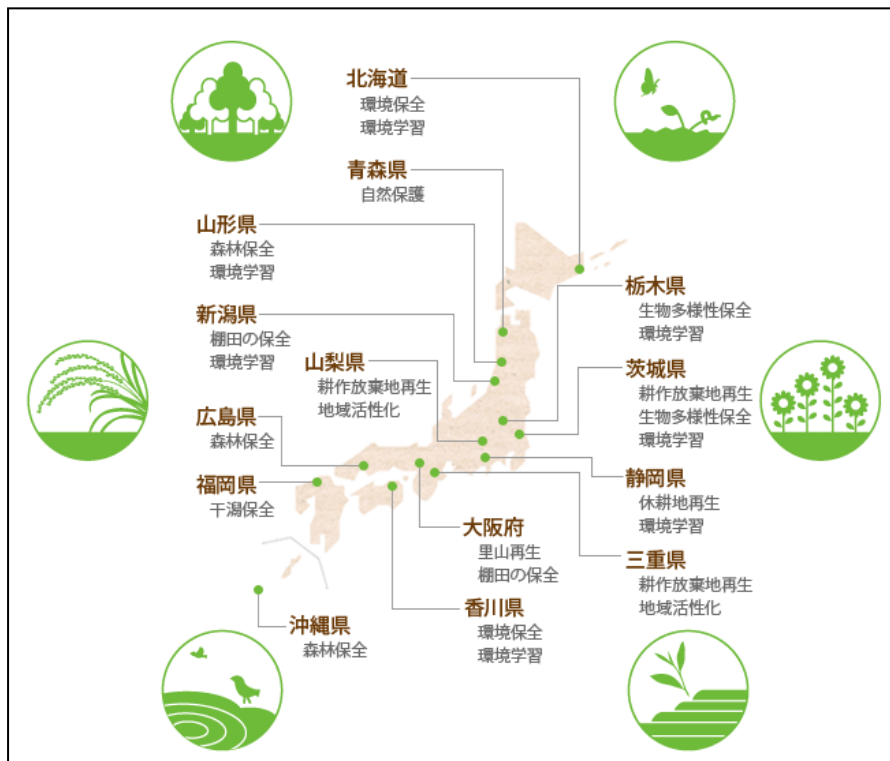 北海道
環境保全
環境学習
青森県
自然保護
山形県
森林保全
環境学習
新潟県
棚田の保全
環境学習
山梨県
耕作放棄地再生
地域活性化
広島県
森林保全
福岡県
干潟保全
沖縄県
森林保全
栃木県
生物多様性保全
環境学習
茨城県
耕作放棄地再生
生物多様性保全
環境学習
静岡県
休耕地再生
環境学習
三重県
耕作放棄地再生
地域活性化
大阪府
里山再生
棚田の保全
香川県
環境保全
環境学習